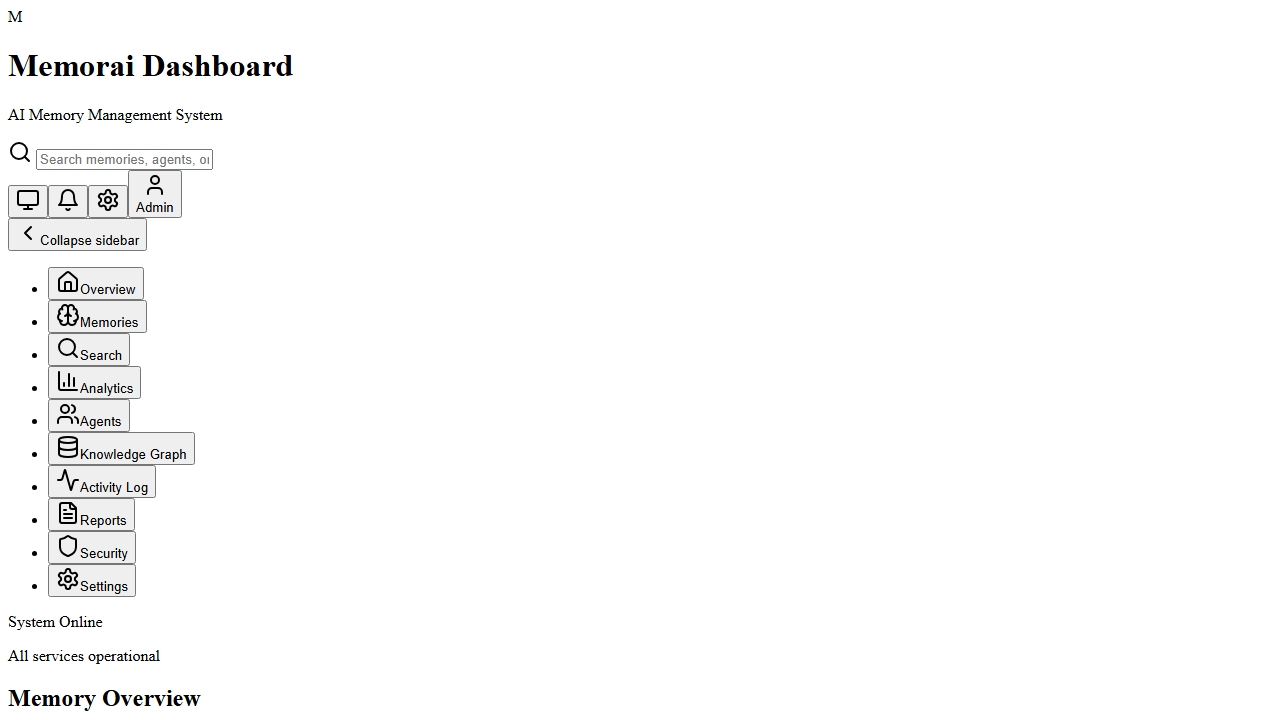 M
Memorai Dashboard
AI Memory Management System
Search memories, agents, or
Admin
Collapse sidebar
Overview
Memories
Search
Analytics
Agents
Knowledge Graph
Activity Log
Reports
Security
Settings
System Online
All services operational
Memory Overview